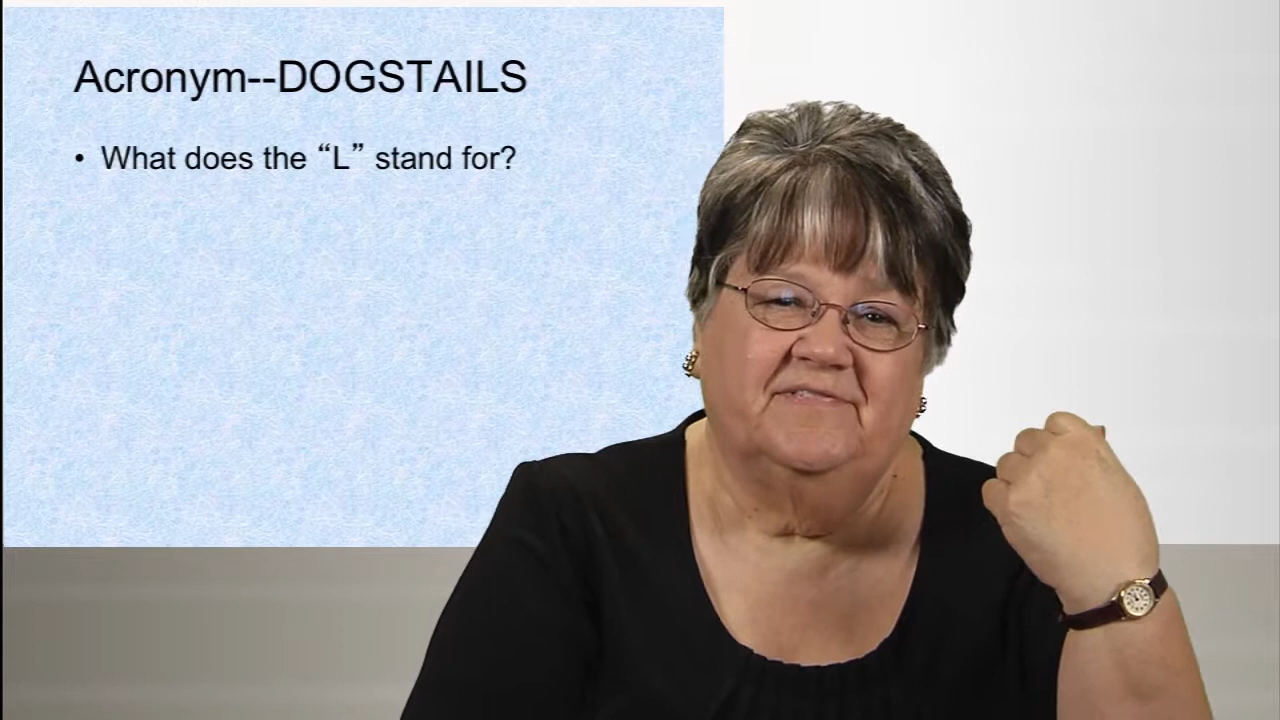 Acronym--DOGSTAILS
• What does the “L” stand for?